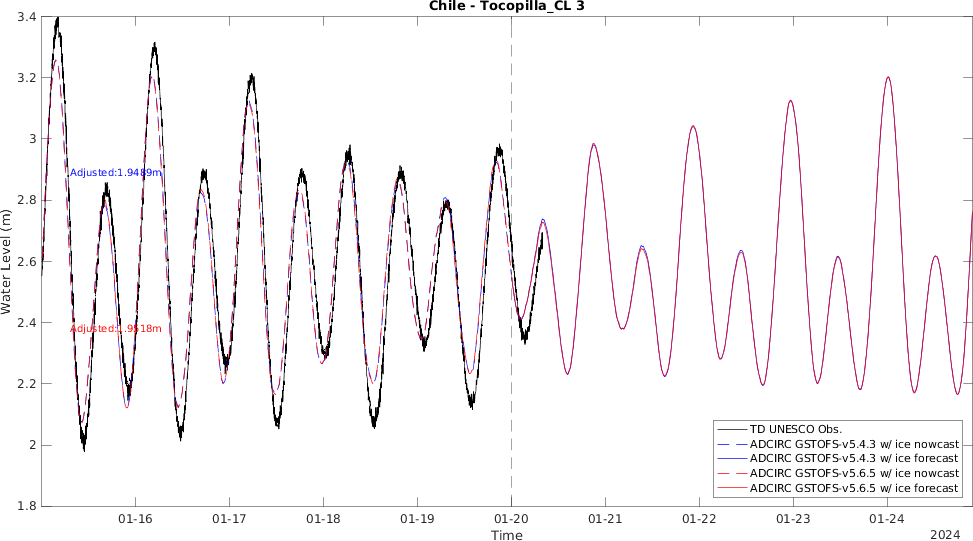 Chile - Tocopilla_CL 3
Water Level (m)
3.4
3.2
3
2.8
2.6
2.4
2.2
2
1.8
Adjusted:1.9489m
Adjusted:1.9518m
TD UNESCO Obs.
ADCIRC GSTOFS-v5.4.3 w/ ice nowcast
ADCIRC GSTOFS-v5.4.3 w/ ice forecast
ADCIRC GSTOFS-v5.6.5 w/ ice nowcast
ADCIRC GSTOFS-v5.6.5 w/ ice forecast
01-16 01-17 01-18 01-19 01-20 01-21 01-22 01-23 01-24
Time
2024